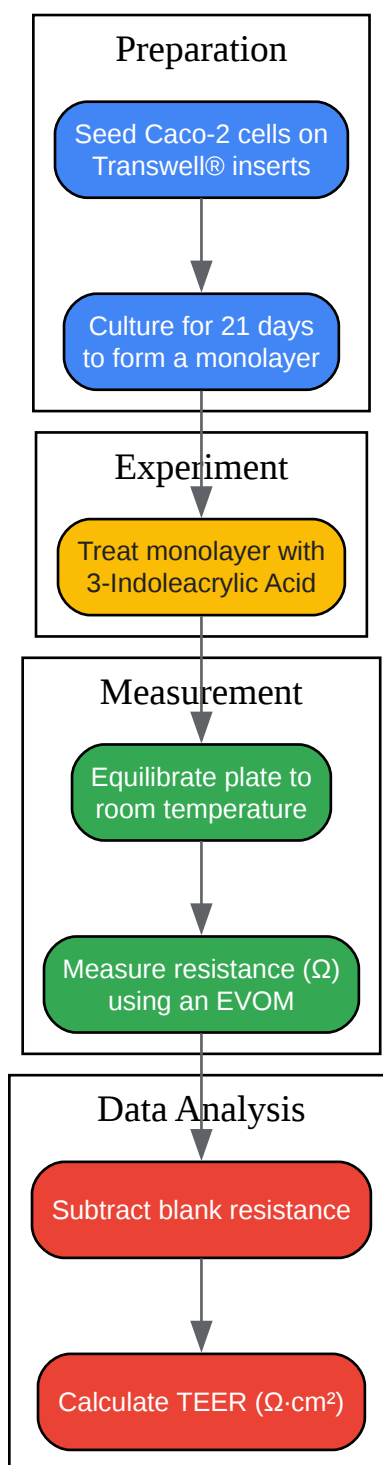 Preparation
Seed Caco-2 cells on
Transwell® inserts
Culture for 21 days
to form a monolayer
Experiment
Treat monolayer with
3-Indoleacrylic Acid
Measurement
Equilibrate plate to
room temperature
Measure resistance (Ω)
using an EVOM
Data Analysis
Subtract blank resistance
Calculate TEER (Ω·cm²)